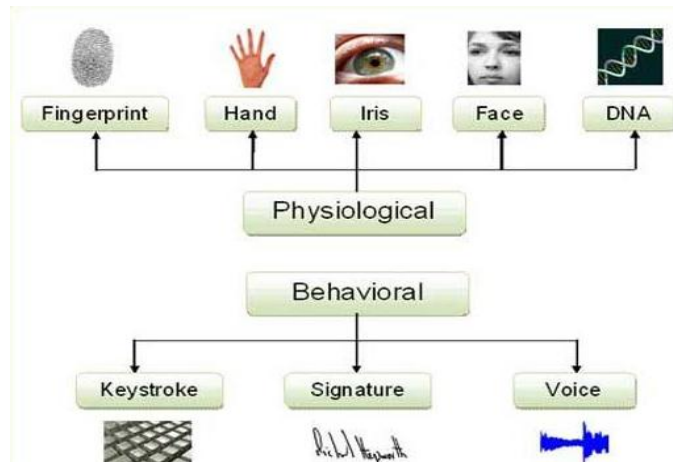 Fingerprint Hand Iris Face DNA
Physiological
Behavioral
Keystroke Signature Voice